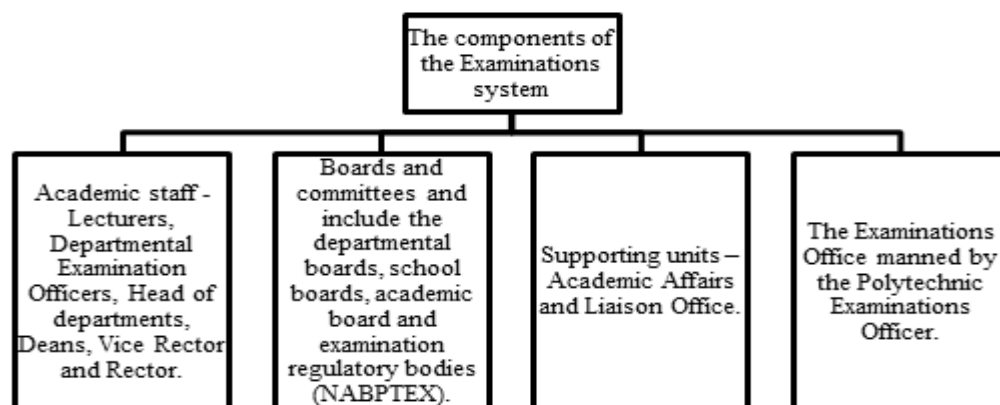 The components of
the Examinations
system
Academic staff -
Lecturers,
Departmental
Examination
Officers, Head of
departments,
Deans, Vice Rector
and Rector.
Boards and
committees and
include the
departmental
boards, school
boards, academic
board and
examination
regulatory bodies
(NABPTEX).
Supporting units –
Academic Affairs
and Liaison Office.
The Examinations
Office manned by
the Polytechnic
Examinations
Officer.